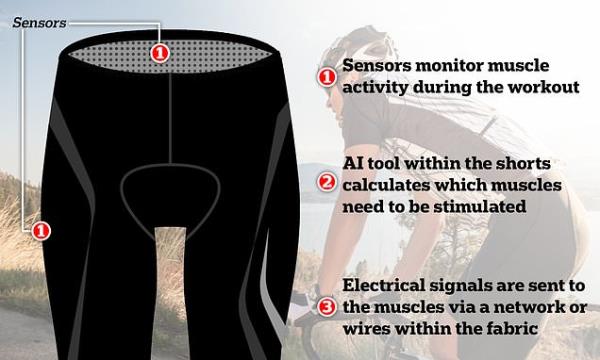 Sensors
1
1
1 Sensors monitor muscle
activity during the workout
2 AI tool within the shorts
calculates which muscles
need to be stimulated
3 Electrical signals are sent to
the muscles via a network or
wires within the fabric